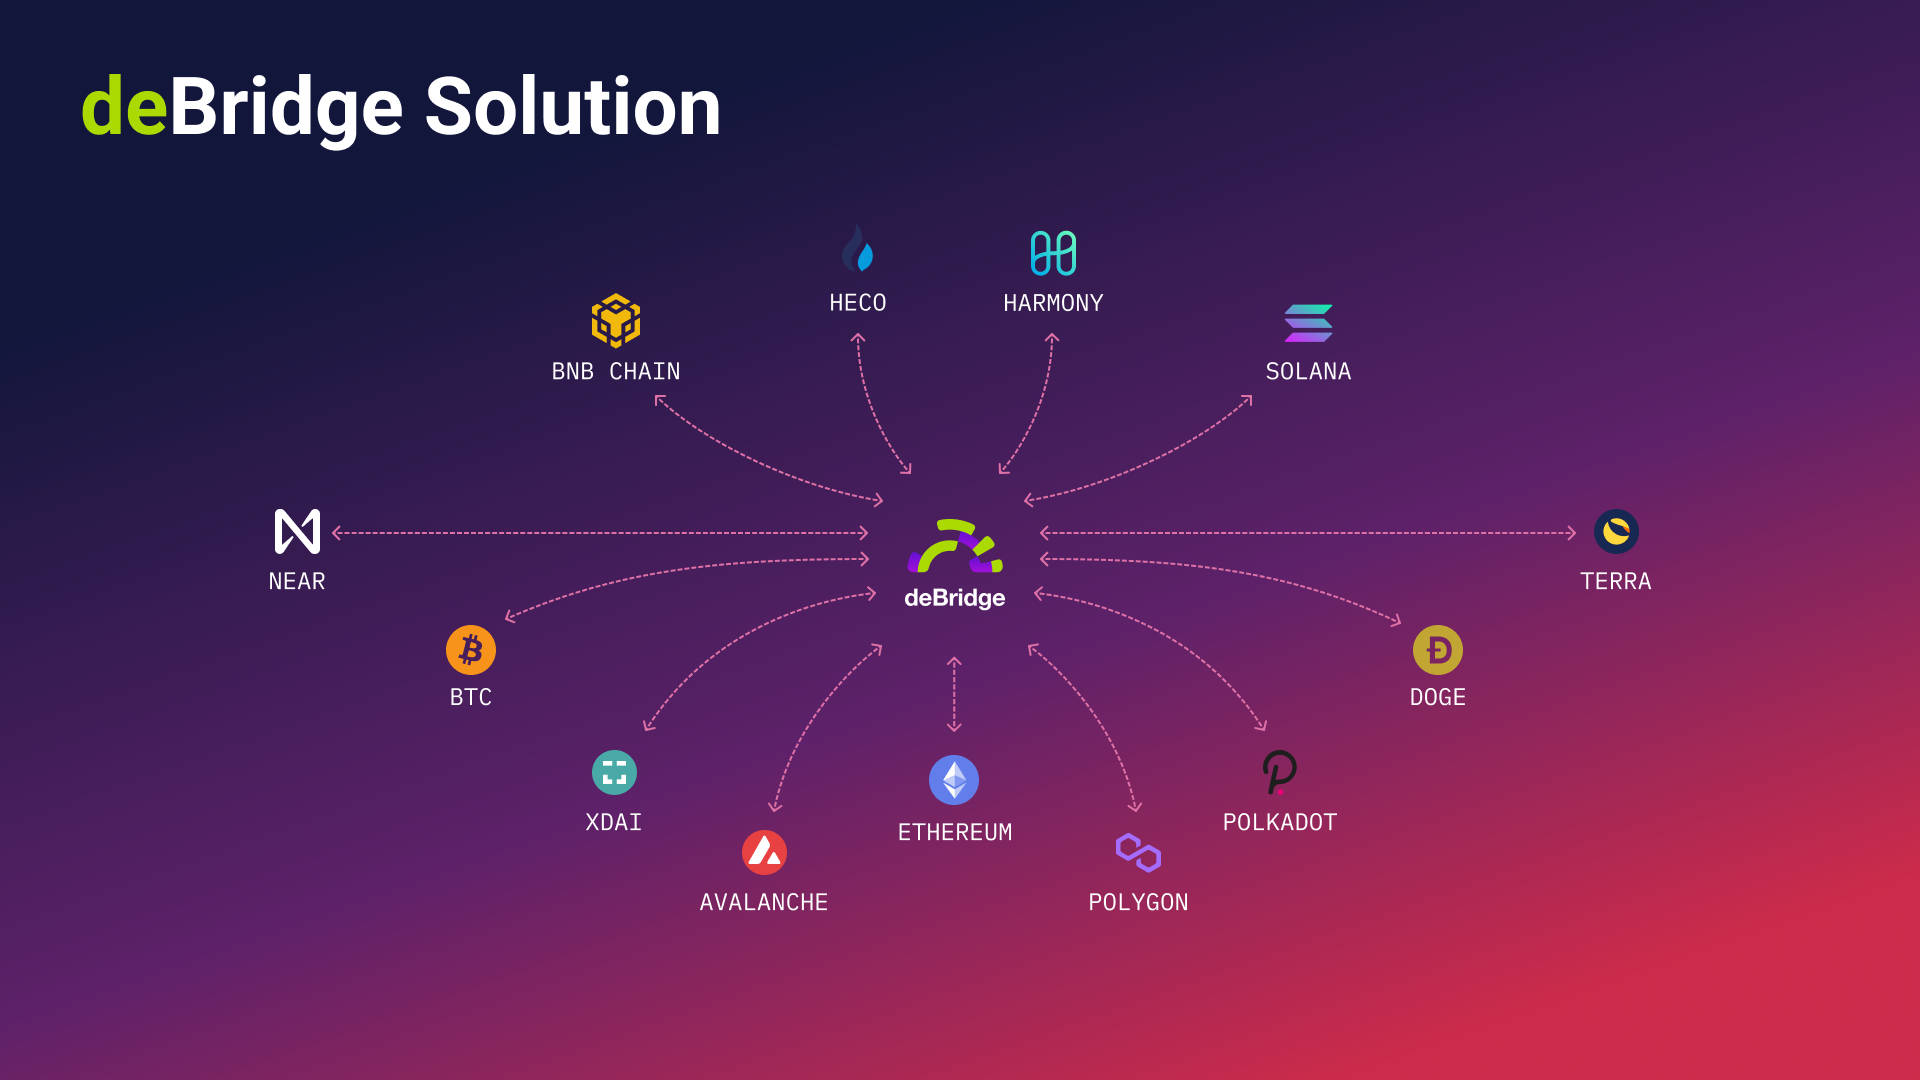 deBridge Solution
HECO
HARMONY
BNB CHAIN
SOLANA
NEAR
deBridge
TERRA
BTC
DOGE
XDAI
ETHEREUM
POLKADOT
AVALANCHE
POLYGON